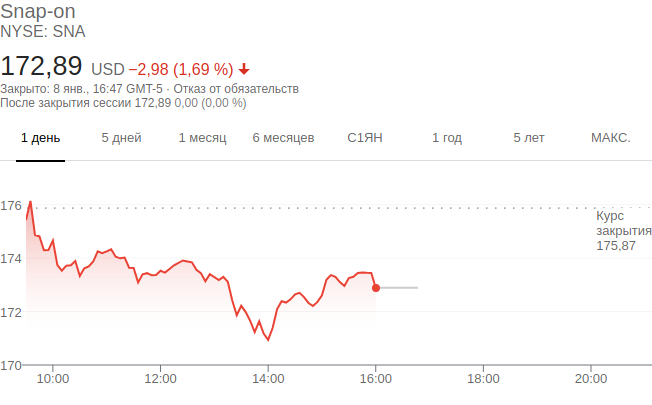 Snap-on
NYSE: SNA
172,89 USD −2,98 (1,69 %)
Закрыто: 8 янв., 16:47 GMT-5 · Отказ от обязательств
После закрытия сессии 172,89 0,00 (0,00 %)
1 день 5 дней 1 месяц 6 месяцев С1ЯН 1 год 5 лет МАКС.
176
Курс
закрытия
175,87
174
172
170
10:00 12:00 14:00 16:00 18:00 20:00